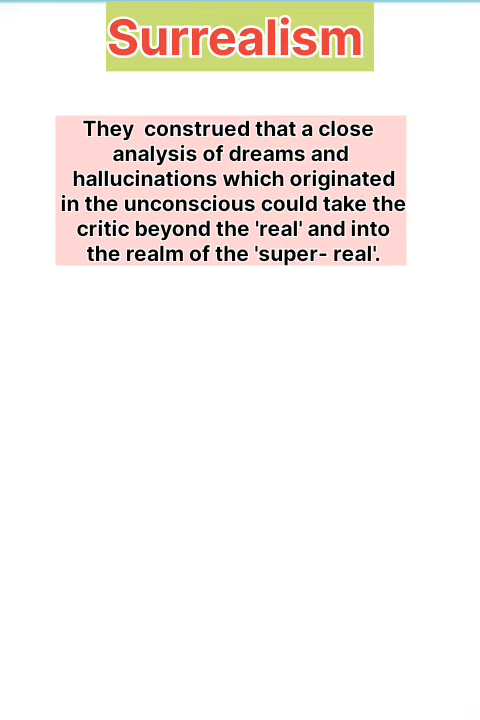 Surrealism
They  construed that a close
analysis of dreams and
hallucinations which originated
in the unconscious could take the
critic beyond the 'real' and into
the realm of the 'super- real'.